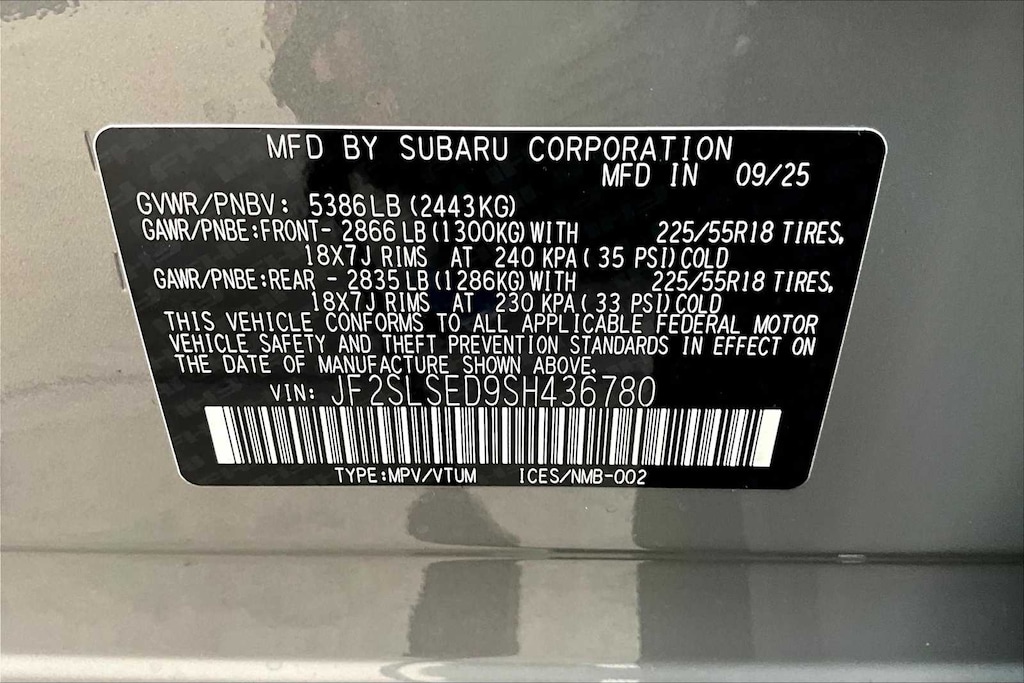 MFD BY SUBARU CORPORATION
MFD IN 09/25
GVWR/PNBV: 5386LB (2443KG)
GAWR/PNBE:FRONT- 2866 LB (1300KG) WITH 225/55R18 TIRES,
18X7J RIMS AT 240 KPA ( 35 PSI) COLD
GAWR/PNBE:REAR - 2835 LB (1286KG) WITH 225/55R18 TIRES,
18X7J RIMS AT 230 KPA ( 33 PSI) COLD
THIS VEHICLE CONFORMS TO ALL APPLICABLE FEDERAL MOTOR
VEHICLE SAFETY AND THEFT PREVENTION STANDARDS IN EFFECT ON
THE DATE OF MANUFACTURE SHOWN ABOVE.
VIN: JF2SLSED9SH436780
TYPE:MPV/VTUM ICES/NMB-002